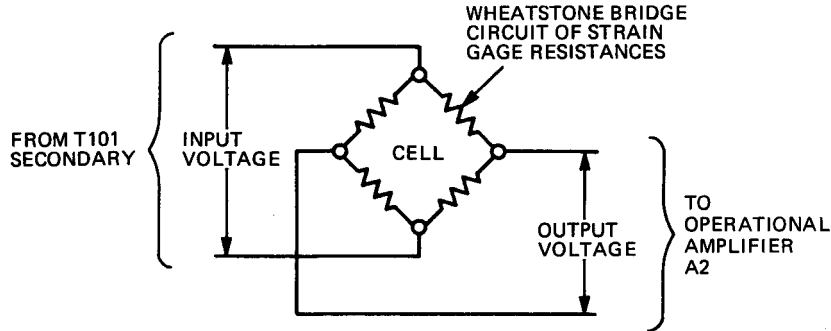 WHEATSTONE BRIDGE
CIRCUIT OF STRAIN
GAGE RESISTANCES
FROM T101
SECONDARY
INPUT
VOLTAGE
CELL
OUTPUT
VOLTAGE
TO
OPERATIONAL
AMPLIFIER
A2